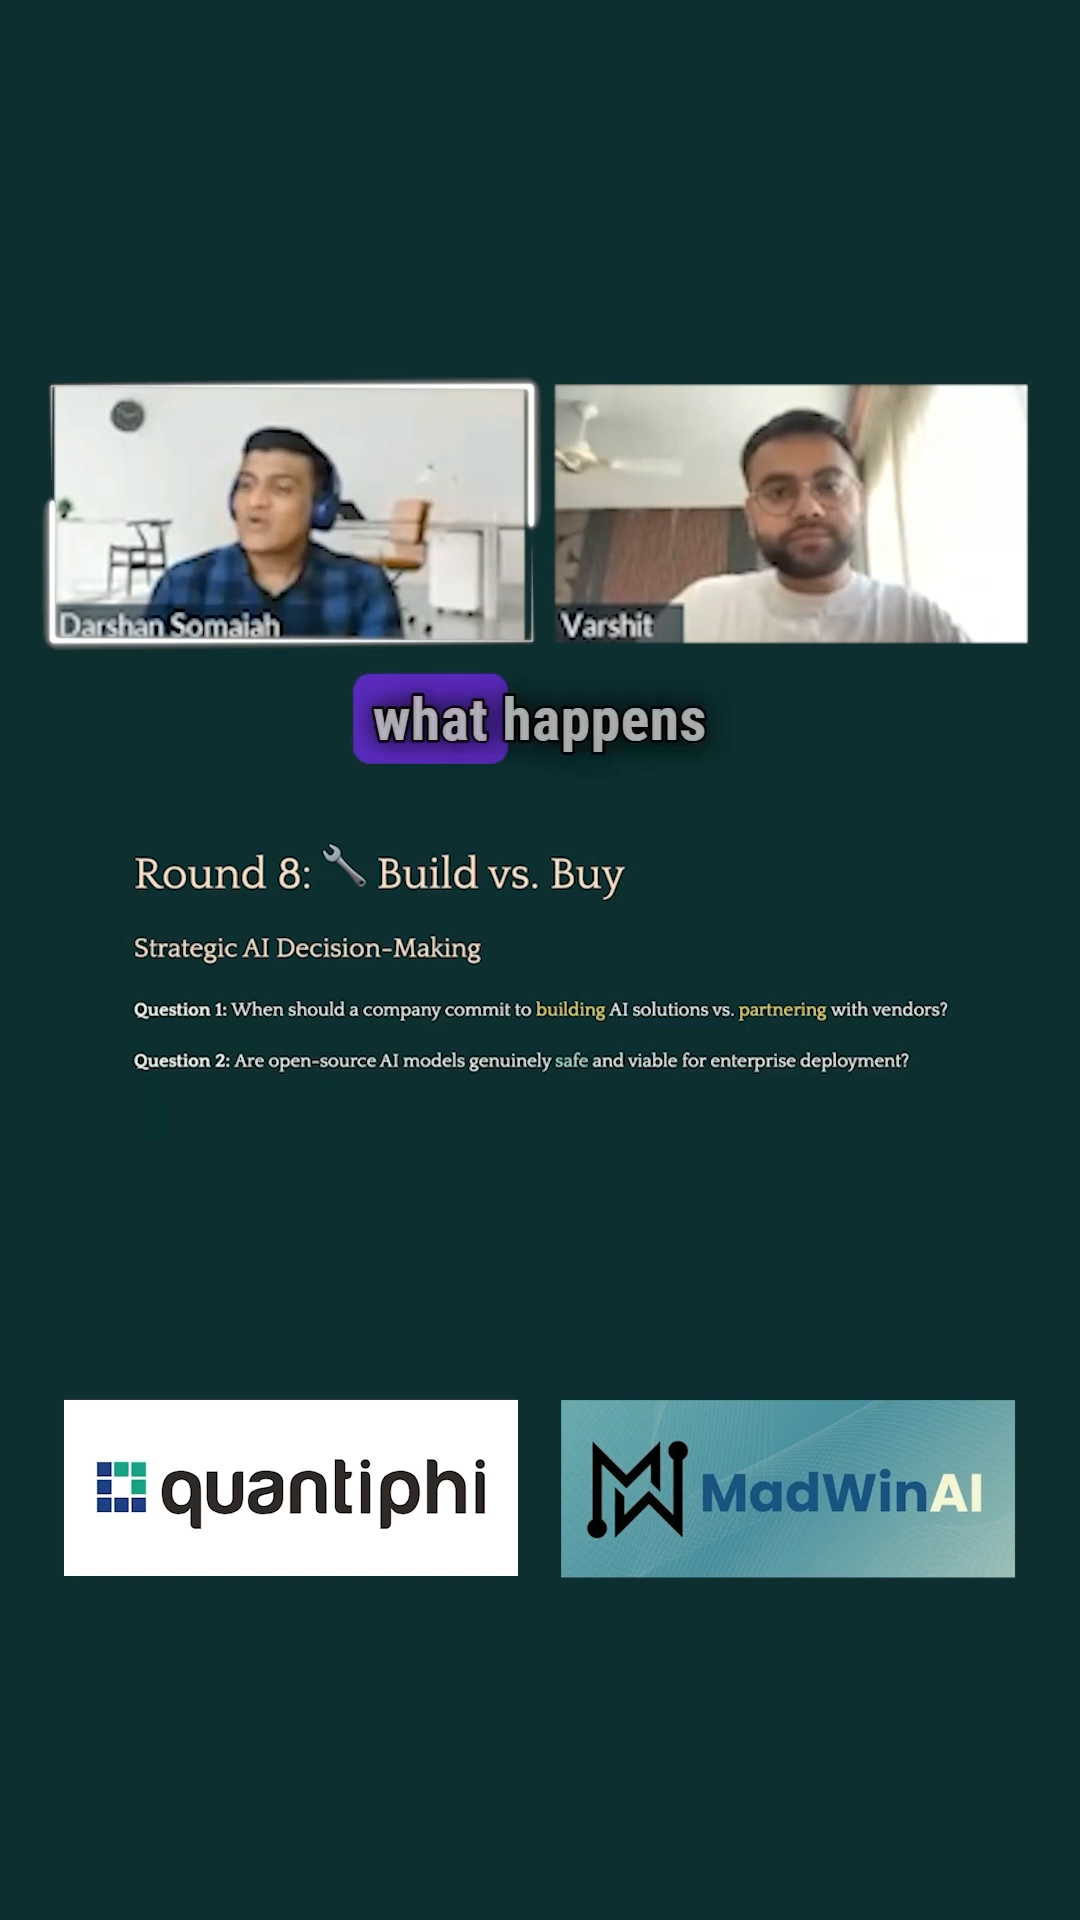 Darshan Somaiah
Varshit
what happens
Round 8: 🔧 Build vs. Buy
Strategic AI Decision-Making
Question 1: When should a company commit to building AI solutions vs. partnering with vendors?
Question 2: Are open-source AI models genuinely safe and viable for enterprise deployment?
quantiphi
MadWinAI